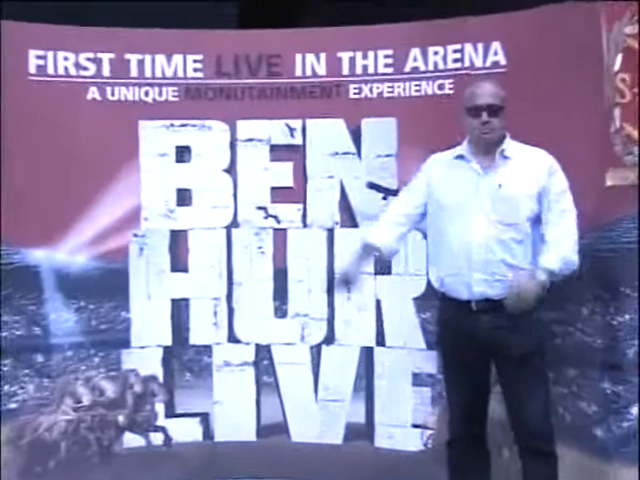 FIRST TIME LIVE IN THE ARENA
A UNIQUE MONUTAINMENT EXPERIENCE
BEN
HUR
LIVE